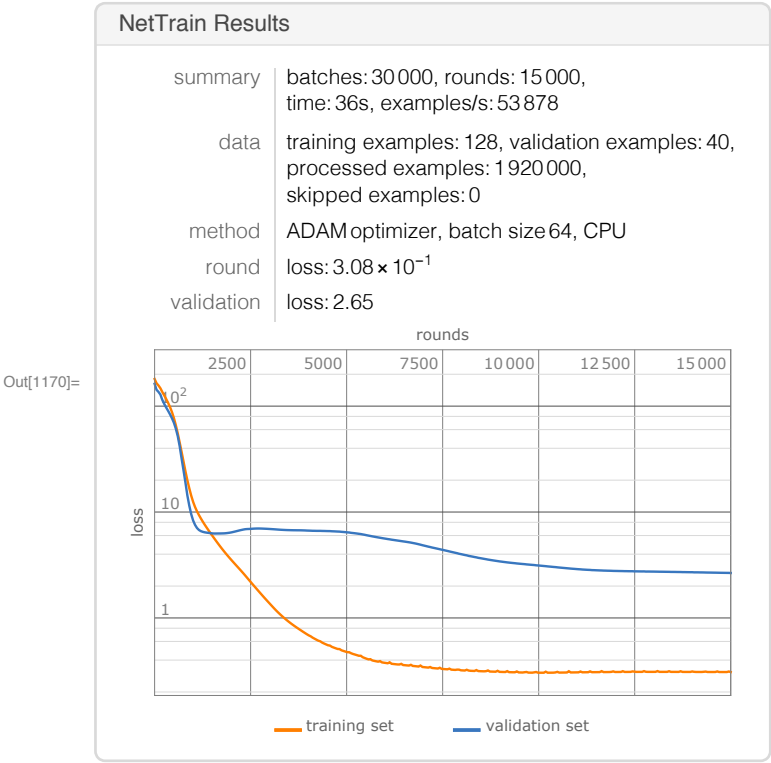 NetTrain Results
summary batches: 30 000, rounds: 15 000,
time: 36s, examples/s: 53 878
data training examples: 128, validation examples: 40,
processed examples: 1 920 000,
skipped examples: 0
method ADAM optimizer, batch size 64, CPU
round loss: 3.08 × 10⁻¹
validation loss: 2.65
Out[1170]=
rounds
2500 5000 7500 10 000 12 500 15 000
10²
10
1
loss
training set validation set